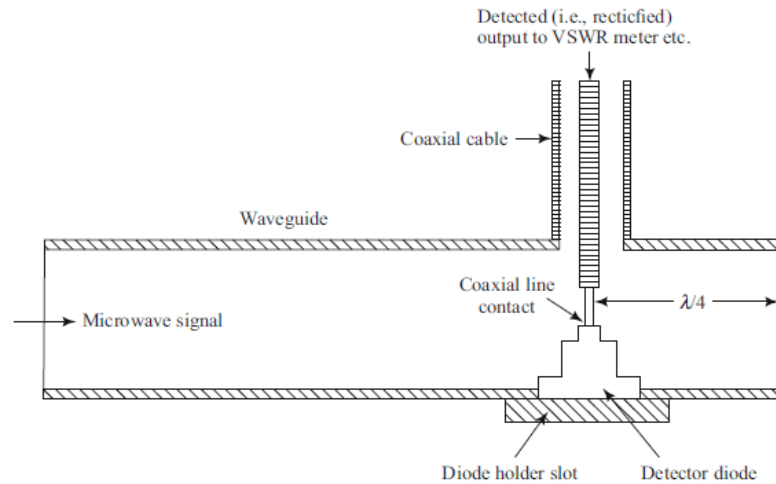 Detected (i.e., recticfied)
output to VSWR meter etc.
Coaxial cable
Waveguide
Coaxial line
contact
λ/4
Microwave signal
Diode holder slot
Detector diode